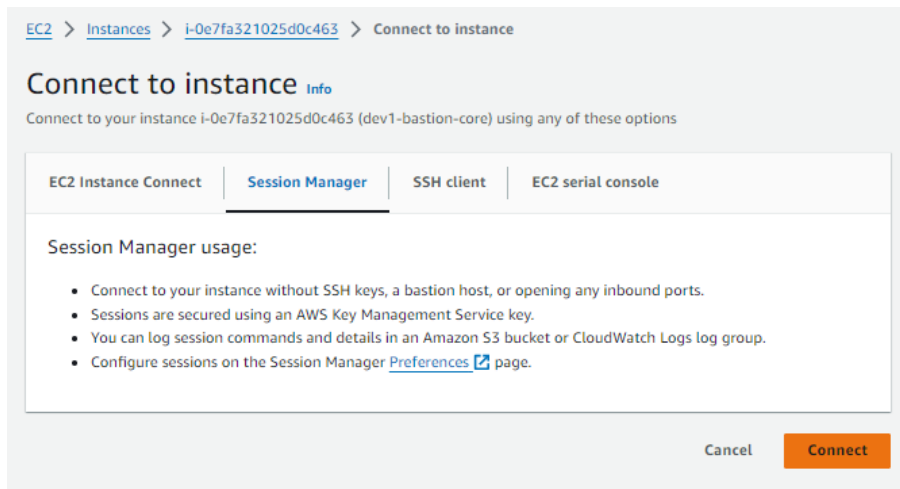 EC2 > Instances > i-0e7fa321025d0c463 > Connect to instance
Connect to instance Info
Connect to your instance i-0e7fa321025d0c463 (dev1-bastion-core) using any of these options
EC2 Instance Connect Session Manager SSH client EC2 serial console
Session Manager usage:
• Connect to your instance without SSH keys, a bastion host, or opening any inbound ports.
• Sessions are secured using an AWS Key Management Service key.
• You can log session commands and details in an Amazon S3 bucket or CloudWatch Logs log group.
• Configure sessions on the Session Manager Preferences page.
Cancel Connect